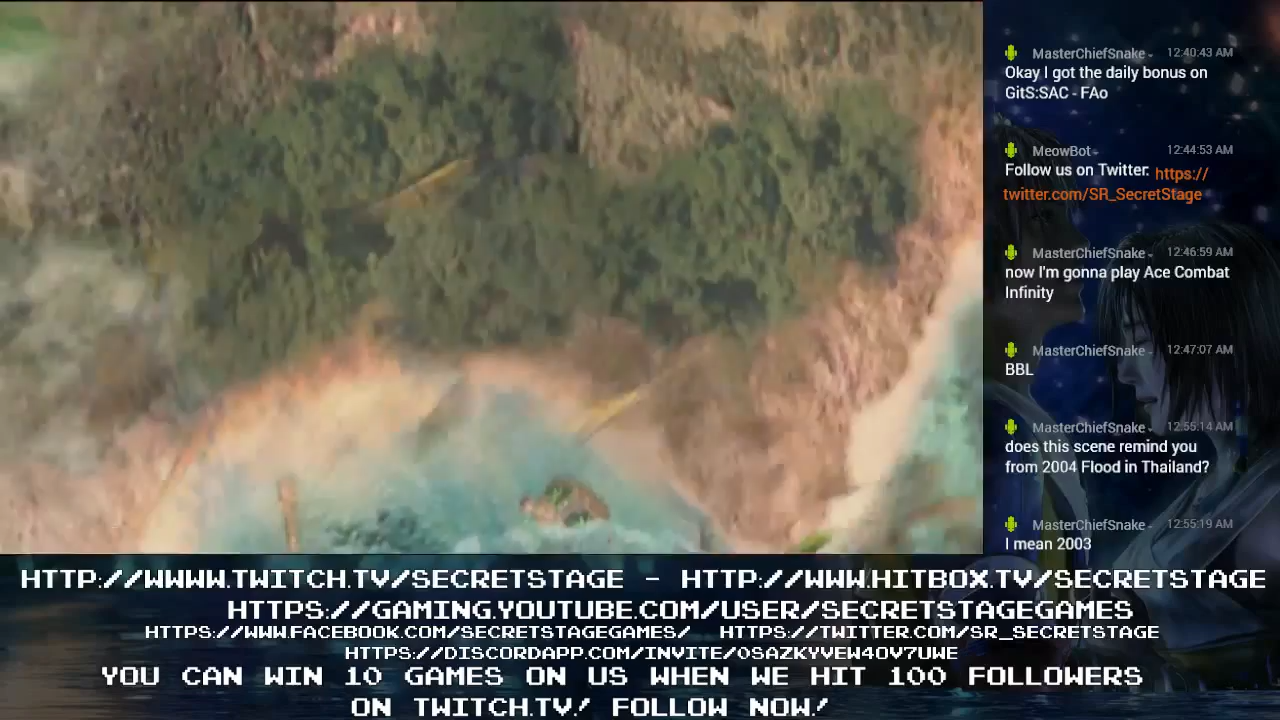 MasterChiefSnake 12:40:43 AM
Okay I got the daily bonus on
GitS:SAC - FAo
MeowBot 12:44:53 AM
Follow us on Twitter: https://
twitter.com/SR_SecretStage
MasterChiefSnake 12:46:59 AM
now I'm gonna play Ace Combat
Infinity
MasterChiefSnake 12:47:07 AM
BBL
MasterChiefSnake 12:55:14 AM
does this scene remind you
from 2004 Flood in Thailand?
MasterChiefSnake 12:55:19 AM
I mean 2003
HTTP://WWWW.TWITCH.TV/SECRETSTAGE - HTTP://WWW.HITBOX.TV/SECRETSTAGE
HTTPS://GAMING.YOUTUBE.COM/USER/SECRETSTAGEGAMES
HTTPS://WWW.FACEBOOK.COM/SECRETSTAGEGAMES/ HTTPS://TWITTER.COM/SR_SECRETSTAGE
HTTPS://DISCORDAPP.COM/INVITE/0SAZKYVEW4OV7UWE
YOU CAN WIN 10 GAMES ON US WHEN WE HIT 100 FOLLOWERS
ON TWITCH.TV! FOLLOW NOW!